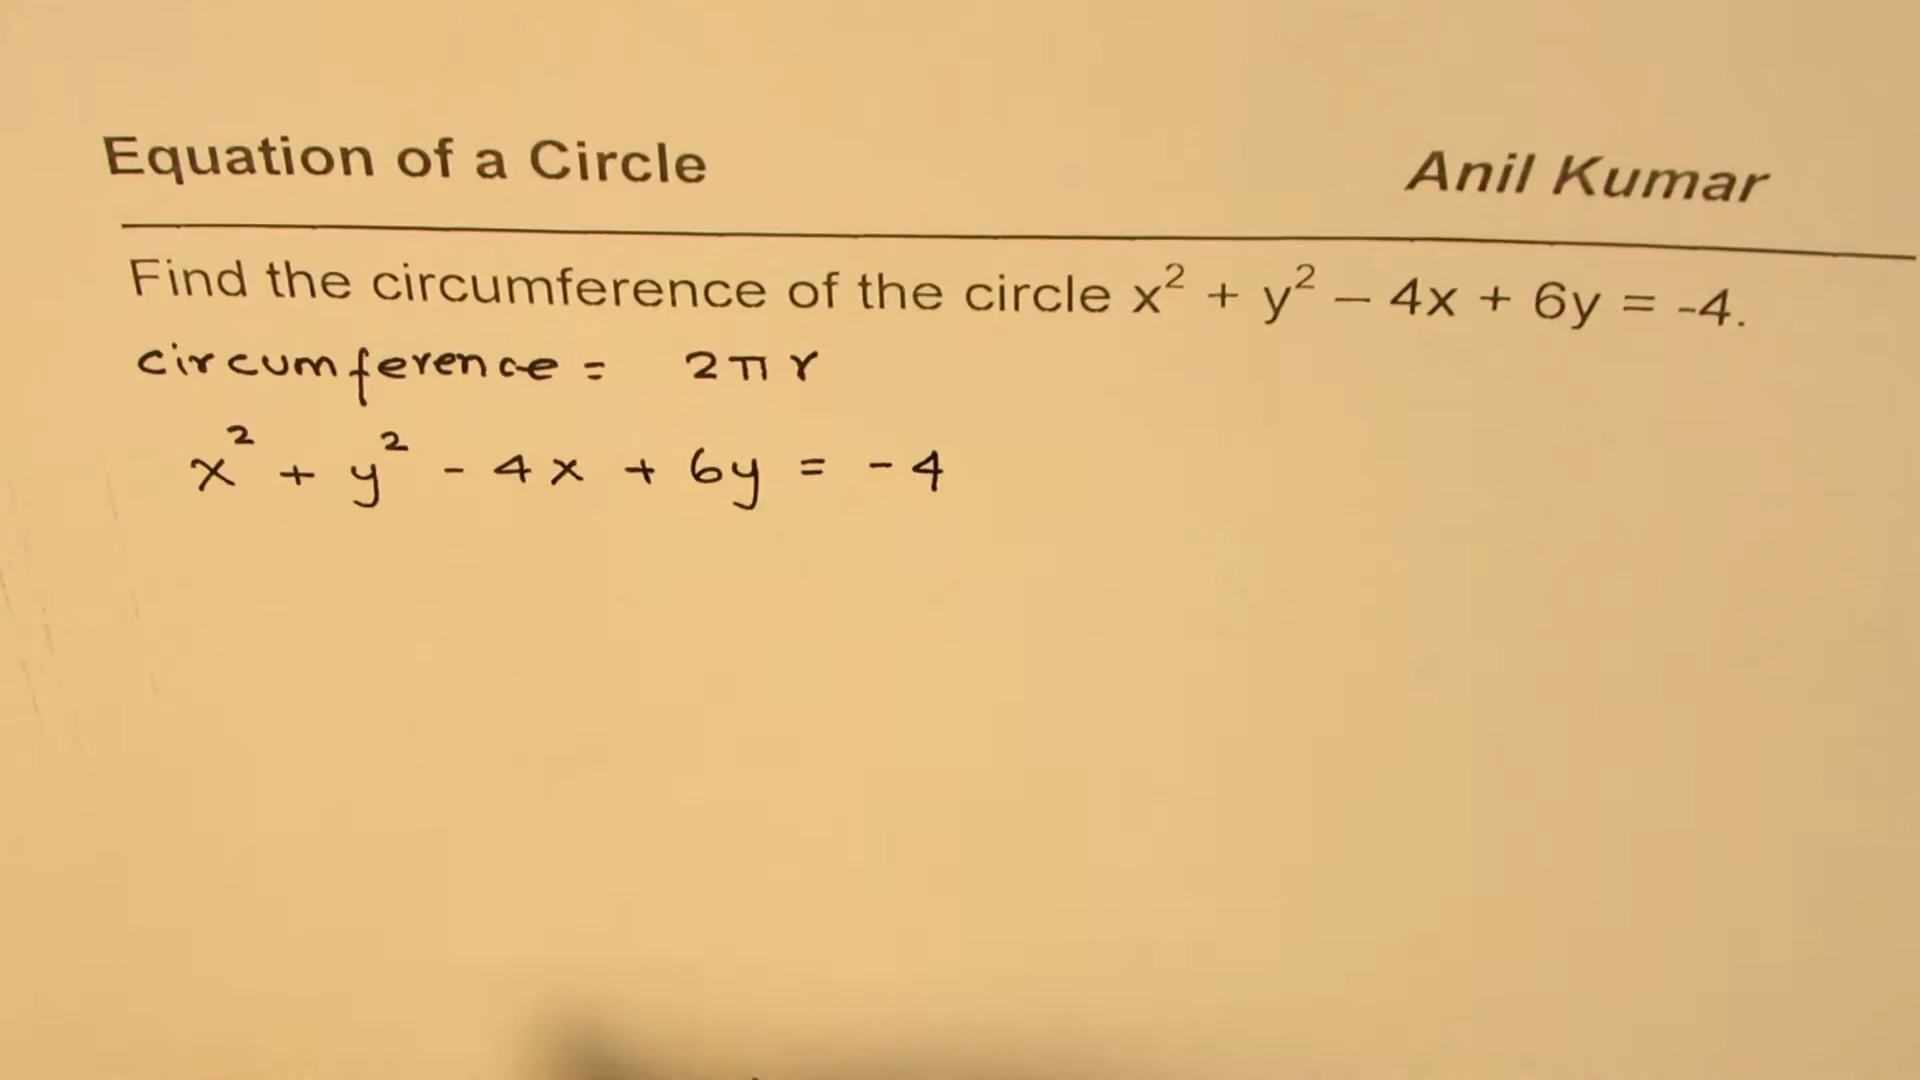 Equation of a Circle
Anil Kumar
Find the circumference of the circle x² + y² – 4x + 6y = -4.
circumference = 2πr
x² + y² - 4x + 6y = -4